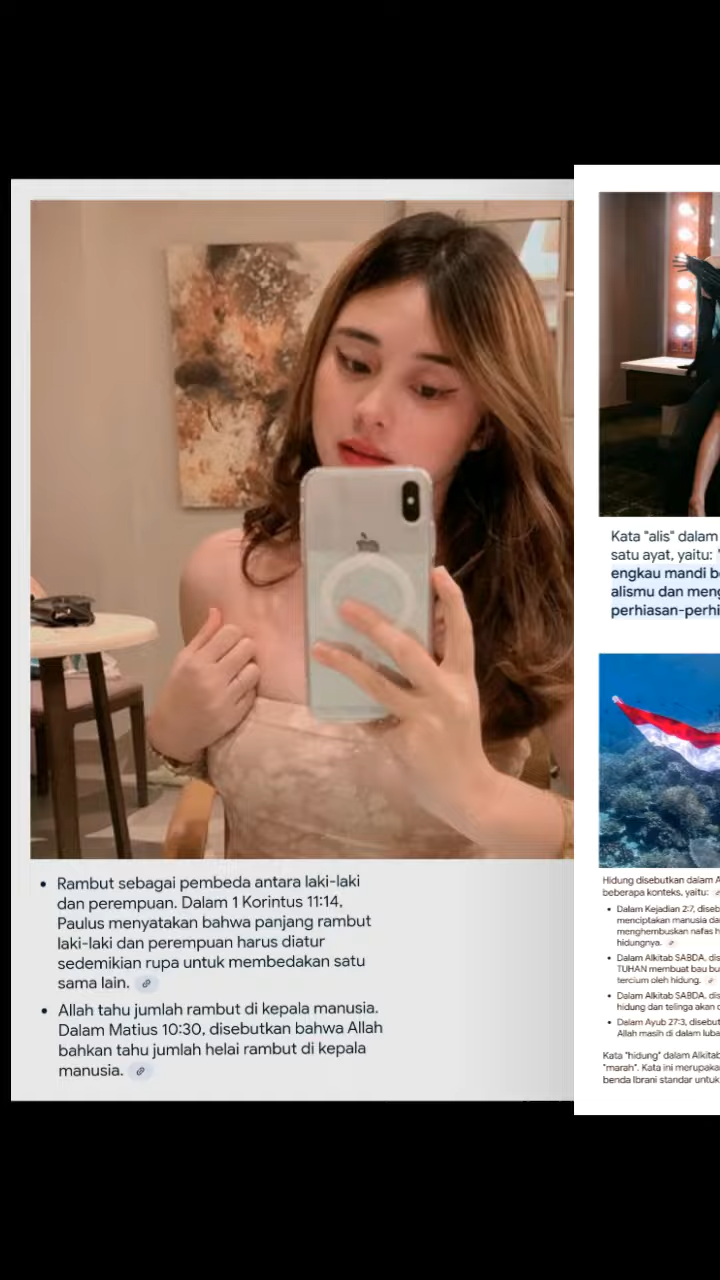 • Rambut sebagai pembeda antara laki-laki
dan perempuan. Dalam 1 Korintus 11:14,
Paulus menyatakan bahwa panjang rambut
laki-laki dan perempuan harus diatur
sedemikian rupa untuk membedakan satu
sama lain.
• Allah tahu jumlah rambut di kepala manusia.
Dalam Matius 10:30, disebutkan bahwa Allah
bahkan tahu jumlah helai rambut di kepala
manusia.
Kata "alis" dalam
satu ayat, yaitu: "
engkau mandi be
alismu dan meng
perhiasan-perhi
Hidung disebutkan dalam A
beberapa konteks, yaitu:
• Dalam Kejadian 2:7, diseb
menciptakan manusia da
menghembuskan nafas h
hidungnya.
• Dalam Alkitab SABDA, dis
TUHAN membuat bau bu
tercium oleh hidung.
• Dalam Alkitab SABDA, dis
hidung dan telinga akan d
• Dalam Ayub 27:3, disebut
Allah masih di dalam luba
Kata "hidung" dalam Alkitab
"marah". Kata ini merupaka
benda Ibrani standar untuk